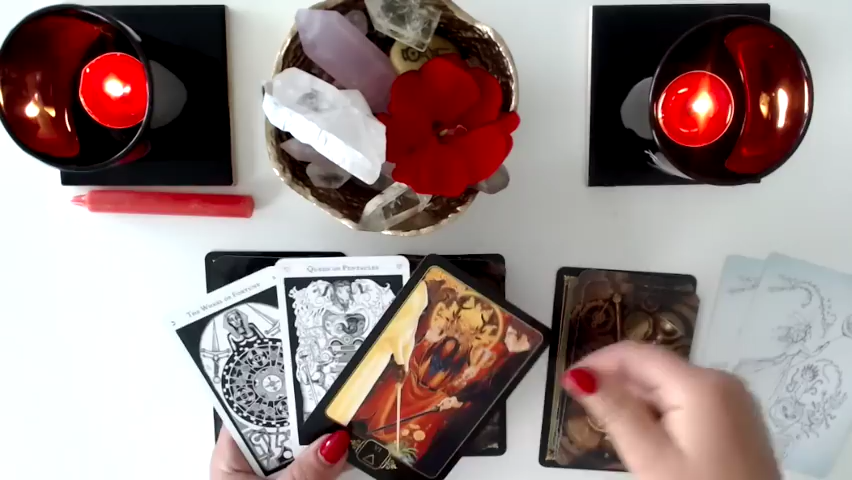 THE WHEEL OF FORTUNE
QUEEN OF PENTACLES